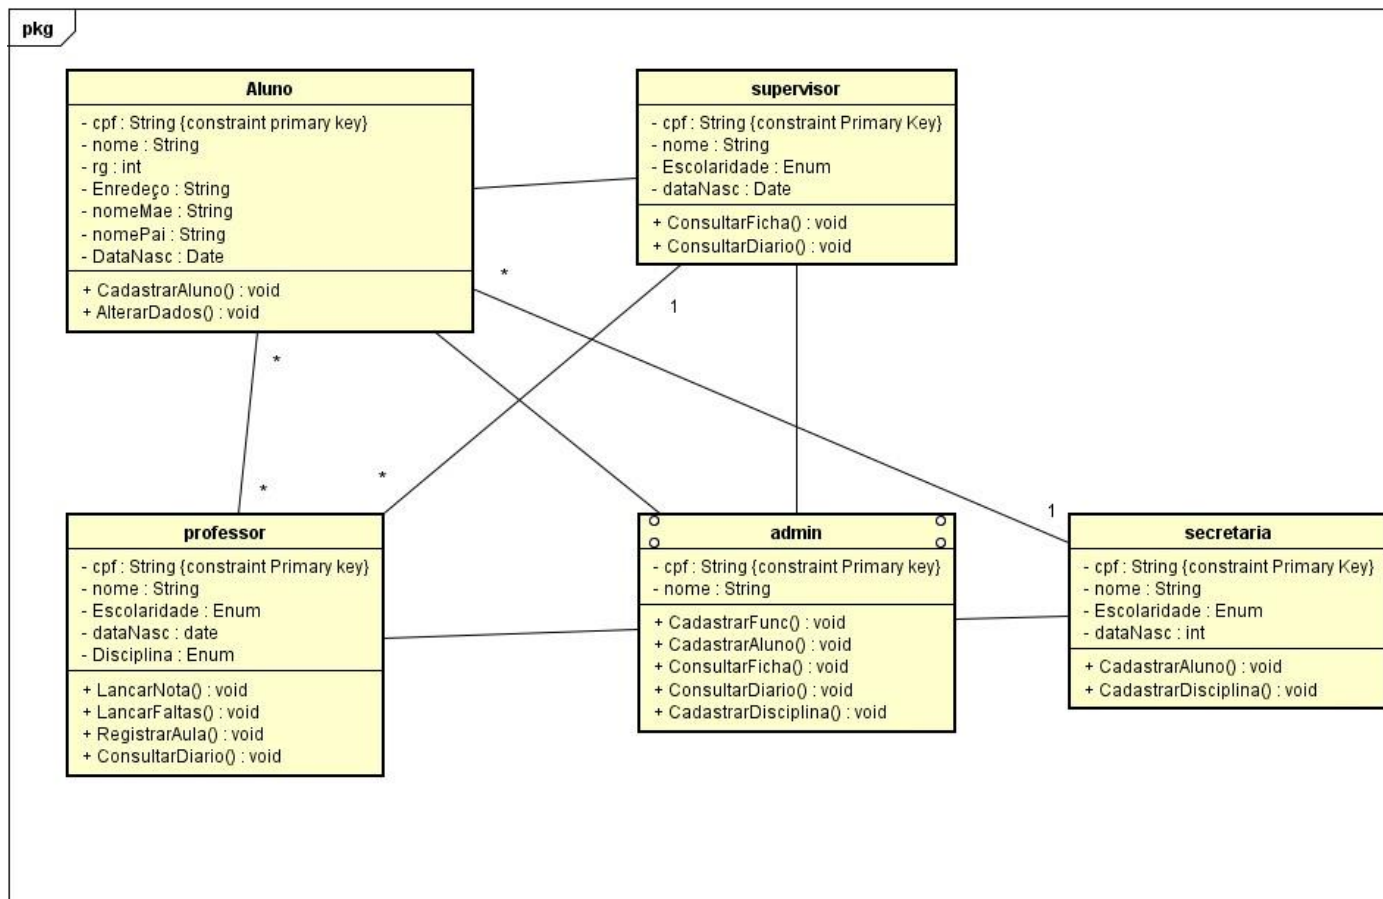 pkg
Aluno
- cpf : String {constraint primary key}
- nome : String
- rg : int
- Enredeço : String
- nomeMae : String
- nomePai : String
- DataNasc : Date
+ CadastrarAluno() : void
+ AlterarDados() : void
supervisor
- cpf : String {constraint Primary Key}
- nome : String
- Escolaridade : Enum
- dataNasc : Date
+ ConsultarFicha() : void
+ ConsultarDiario() : void
*
1
*
*
*
1
professor
- cpf : String {constraint Primary key}
- nome : String
- Escolaridade : Enum
- dataNasc : date
- Disciplina : Enum
+ LancarNota() : void
+ LancarFaltas() : void
+ RegistrarAula() : void
+ ConsultarDiario() : void
admin
- cpf : String {constraint Primary key}
- nome : String
+ CadastrarFunc() : void
+ CadastrarAluno() : void
+ ConsultarFicha() : void
+ ConsultarDiario() : void
+ CadastrarDisciplina() : void
secretaria
- cpf : String {constraint Primary Key}
- nome : String
- Escolaridade : Enum
- dataNasc : int
+ CadastrarAluno() : void
+ CadastrarDisciplina() : void